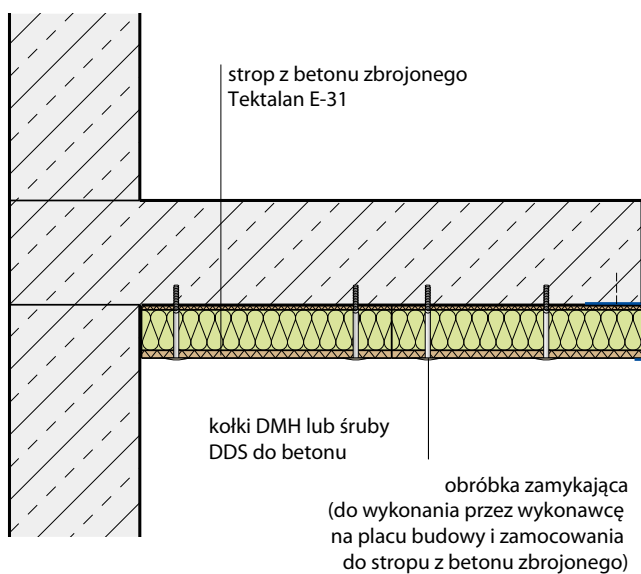 strop z betonu zbrojonego
Tektalan E-31
kołki DMH lub śruby
DDS do betonu
obróbka zamykająca
(do wykonania przez wykonawcę
na placu budowy i zamocowania
do stropu z betonu zbrojonego)